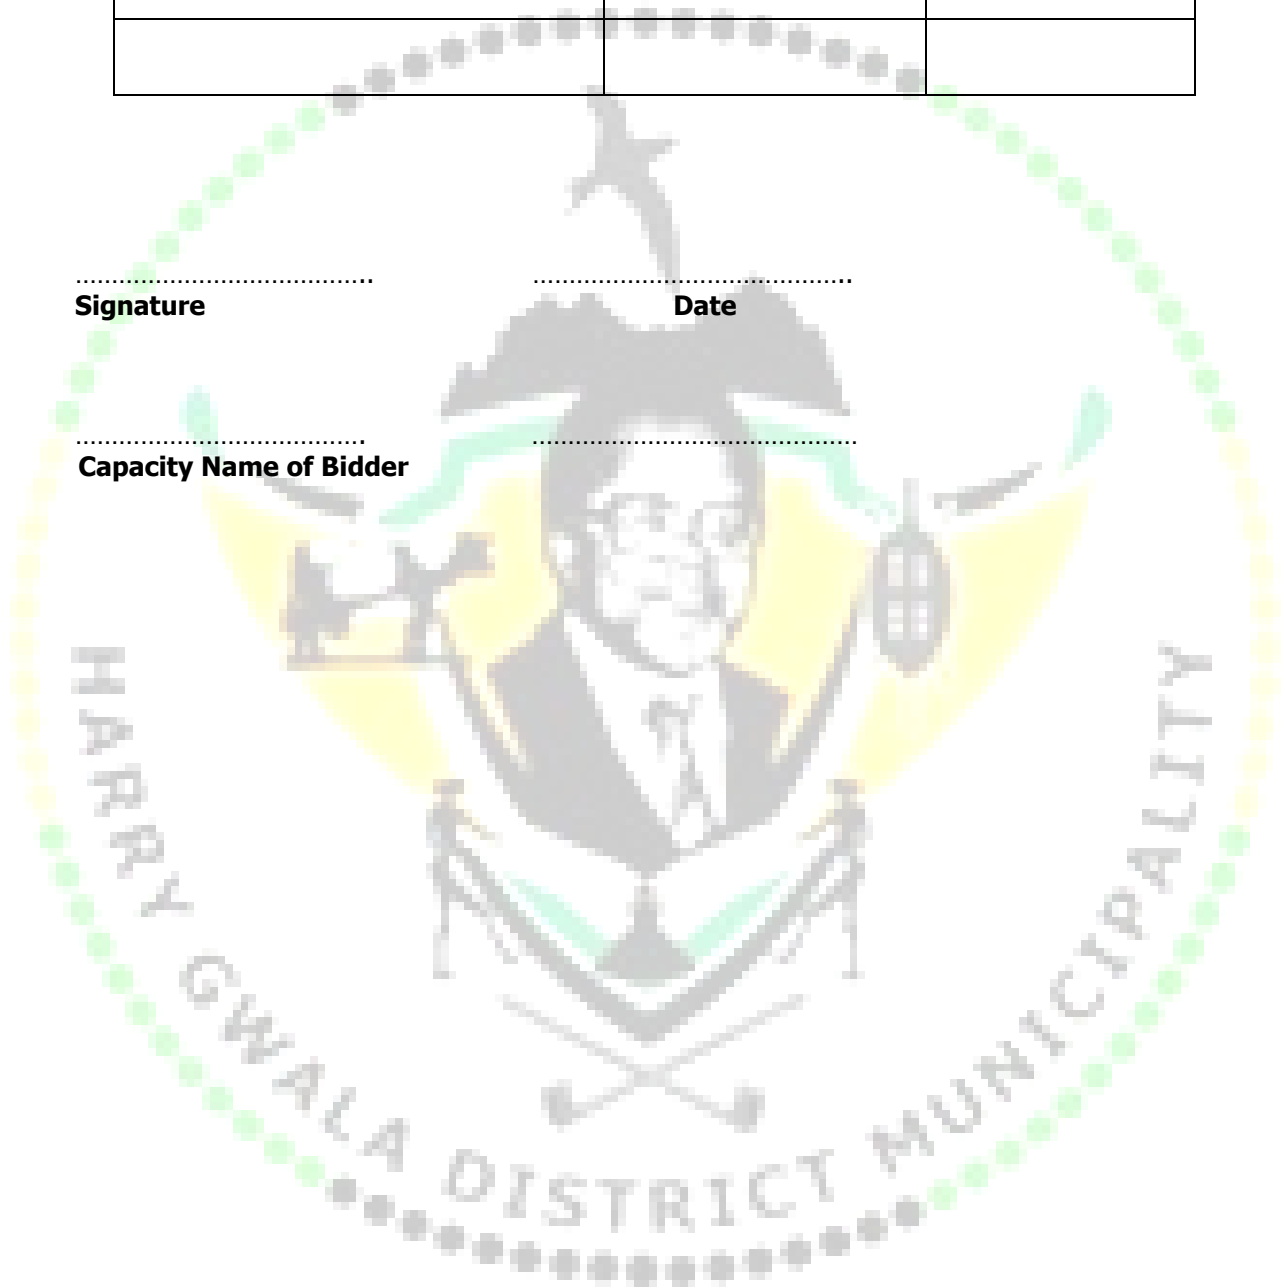 …………………………………..    ……………………………………..
Signature    Date
………………………………….    ………………………………………
Capacity Name of Bidder
HARRY GWALA DISTRICT MUNICIPALITY